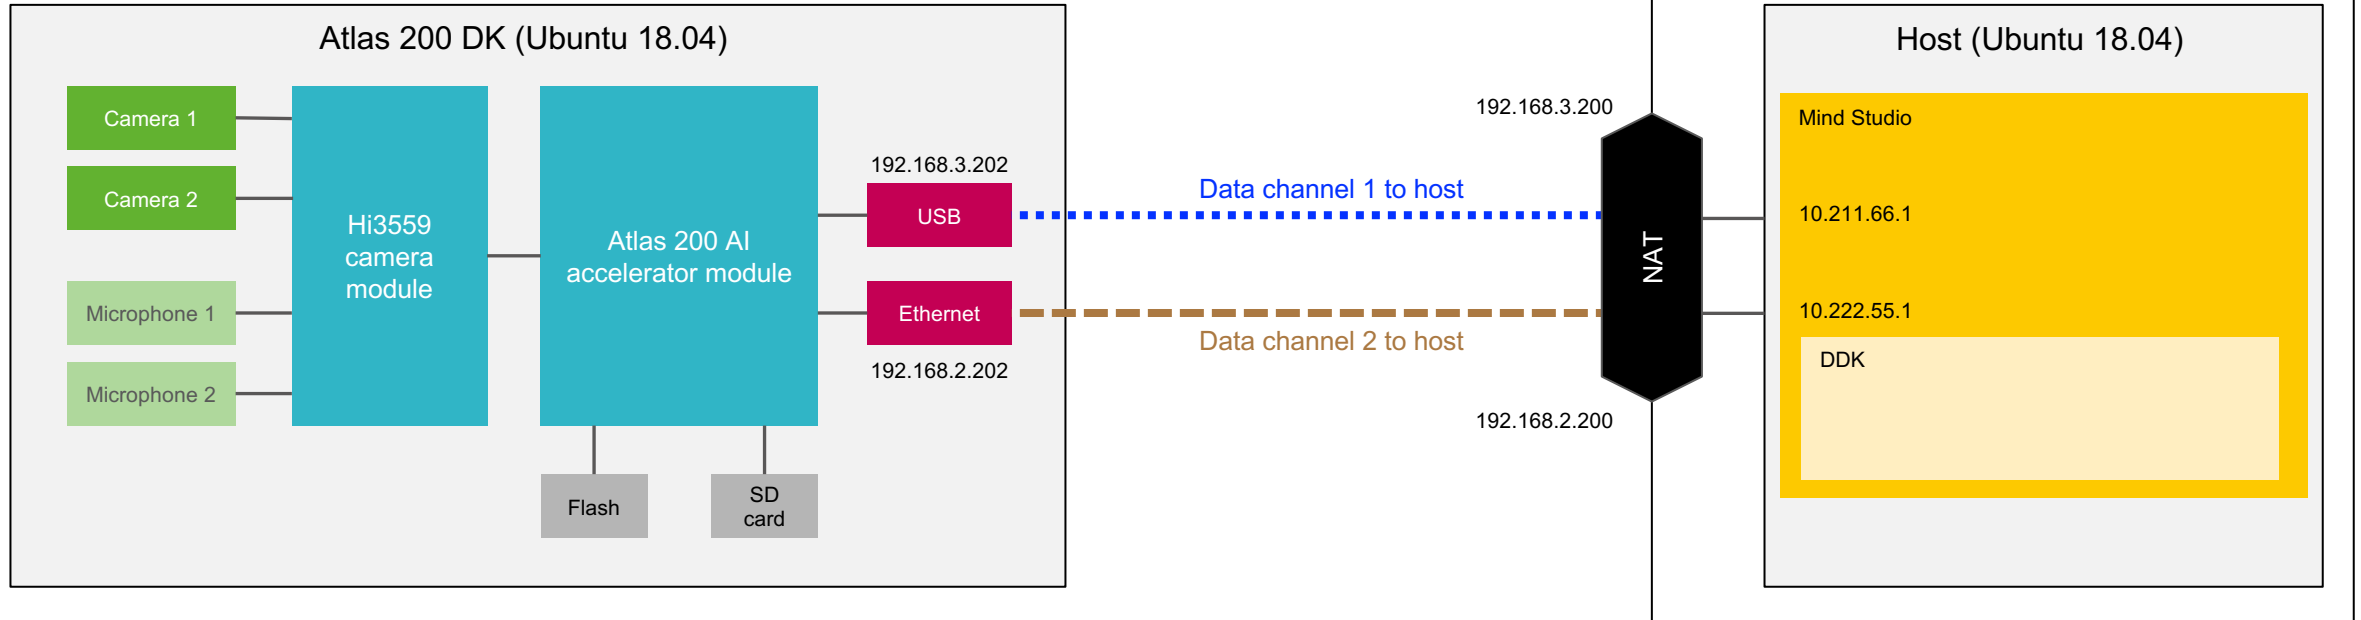 Atlas 200 DK (Ubuntu 18.04)
Camera 1
Camera 2
Microphone 1
Microphone 2
Hi3559
camera
module
Atlas 200 AI
accelerator module
192.168.3.202
USB
Ethernet
192.168.2.202
Flash
SD
card
Data channel 1 to host
Data channel 2 to host
192.168.3.200
NAT
192.168.2.200
Host (Ubuntu 18.04)
Mind Studio
10.211.66.1
10.222.55.1
DDK